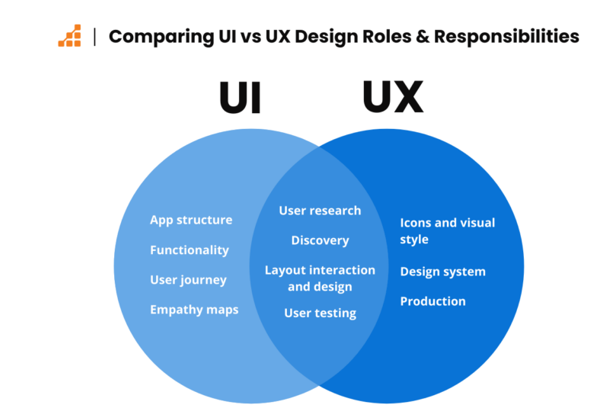 Comparing UI vs UX Design Roles & Responsibilities
UI
UX
App structure
Functionality
User journey
Empathy maps
User research
Discovery
Layout interaction
and design
User testing
Icons and visual
style
Design system
Production